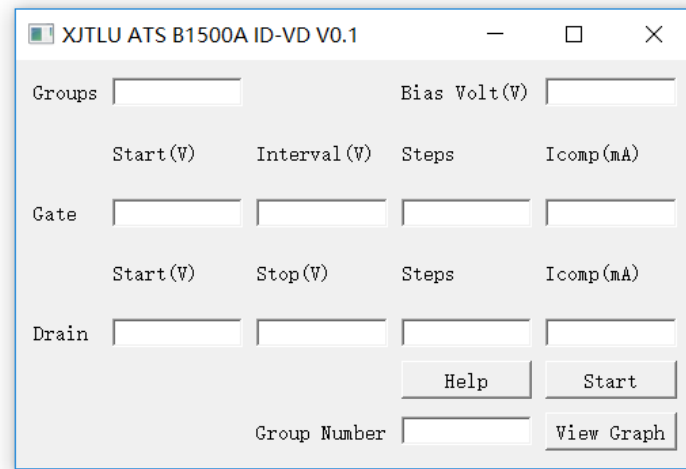 XJTLU ATS B1500A ID-VD V0.1
Groups Bias Volt(V)
Start(V) Interval(V) Steps Icomp(mA)
Gate
Start(V) Stop(V) Steps Icomp(mA)
Drain
Help Start
Group Number View Graph